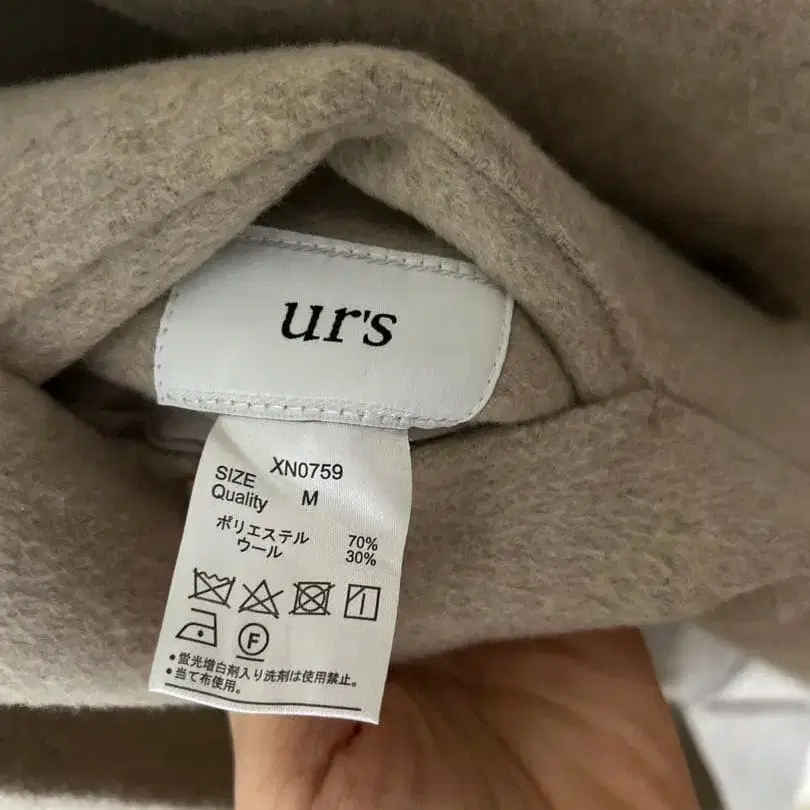 ur's
XN0759
SIZE M
Quality
ポリエステル 70%
ウール 30%
F
•蛍光増白剤入り洗剤は使用禁止。
•当て布使用。